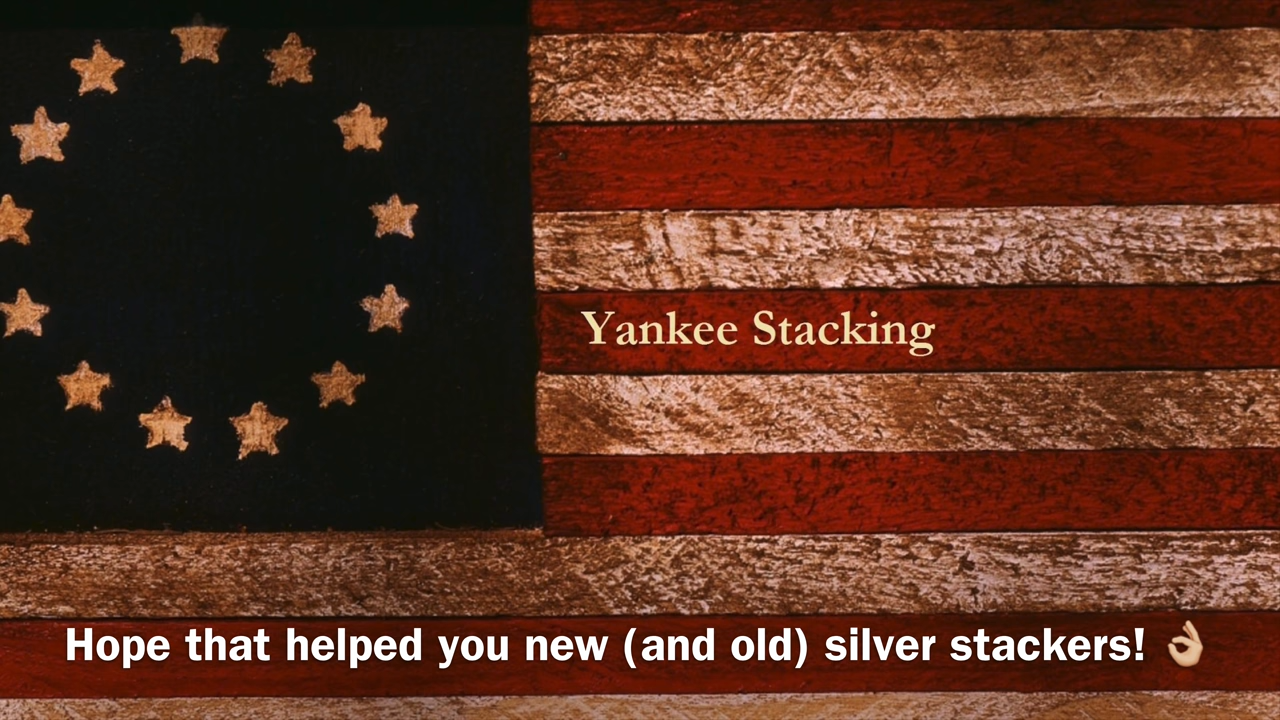 Yankee Stacking
Hope that helped you new (and old) silver stackers! 👌🏼